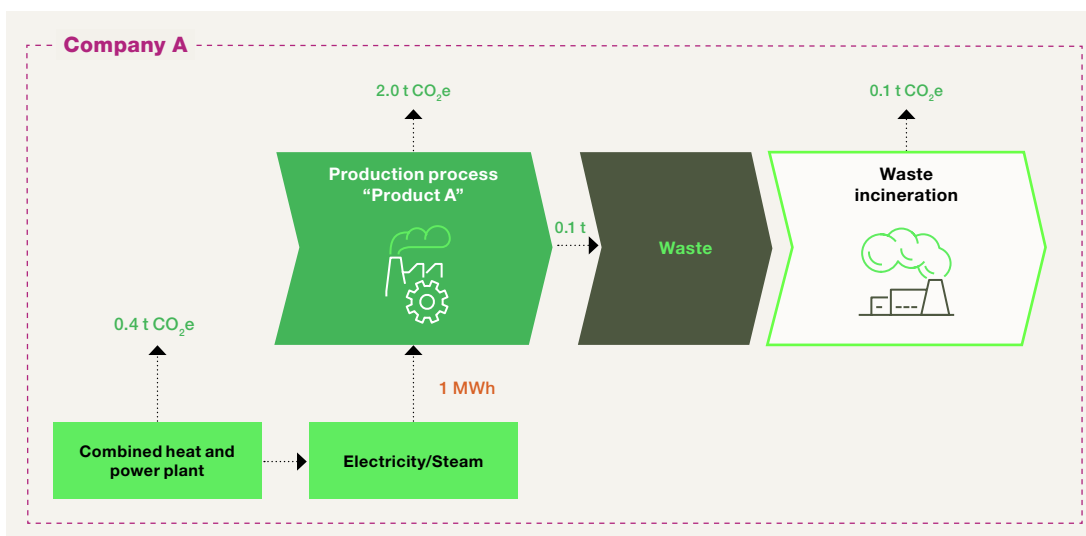 Company A
2.0 t CO₂e
0.1 t CO₂e
Production process
“Product A”
Waste
incineration
0.1 t
Waste
0.4 t CO₂e
1 MWh
Combined heat and
power plant
Electricity/Steam